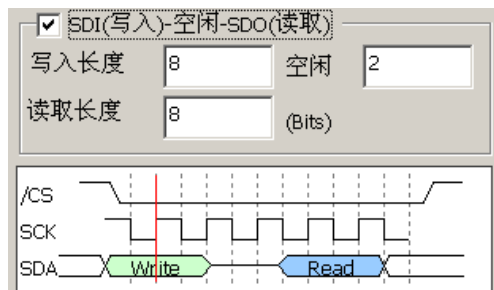 SDI(写入)-空闲-SDO(读取)
写入长度 8 空闲 2
读取长度 8 (Bits)
/CS
SCK
SDA Write Read